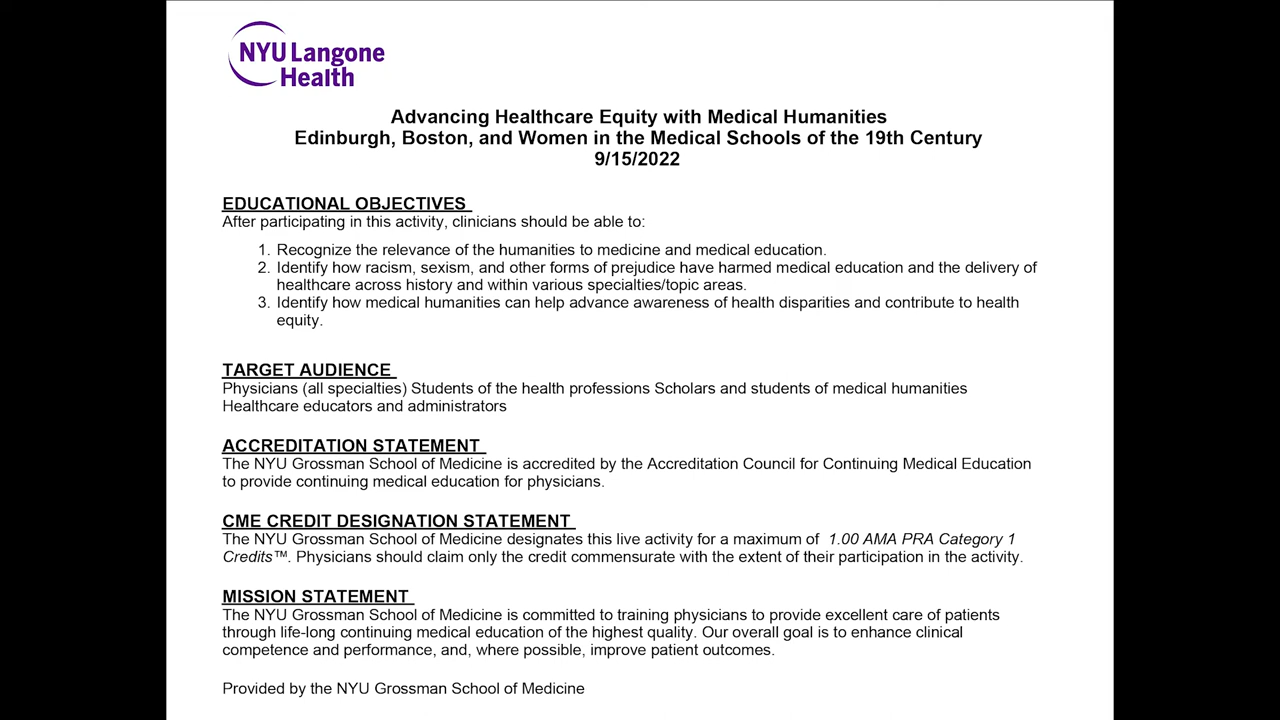 NYU Langone
Health
Advancing Healthcare Equity with Medical Humanities
Edinburgh, Boston, and Women in the Medical Schools of the 19th Century
9/15/2022
EDUCATIONAL OBJECTIVES
After participating in this activity, clinicians should be able to:
1. Recognize the relevance of the humanities to medicine and medical education.
2. Identify how racism, sexism, and other forms of prejudice have harmed medical education and the delivery of
healthcare across history and within various specialties/topic areas.
3. Identify how medical humanities can help advance awareness of health disparities and contribute to health
equity.
TARGET AUDIENCE
Physicians (all specialties) Students of the health professions Scholars and students of medical humanities
Healthcare educators and administrators
ACCREDITATION STATEMENT
The NYU Grossman School of Medicine is accredited by the Accreditation Council for Continuing Medical Education
to provide continuing medical education for physicians.
CME CREDIT DESIGNATION STATEMENT
The NYU Grossman School of Medicine designates this live activity for a maximum of 1.00 AMA PRA Category 1
Credits™. Physicians should claim only the credit commensurate with the extent of their participation in the activity.
MISSION STATEMENT
The NYU Grossman School of Medicine is committed to training physicians to provide excellent care of patients
through life-long continuing medical education of the highest quality. Our overall goal is to enhance clinical
competence and performance, and, where possible, improve patient outcomes.
Provided by the NYU Grossman School of Medicine